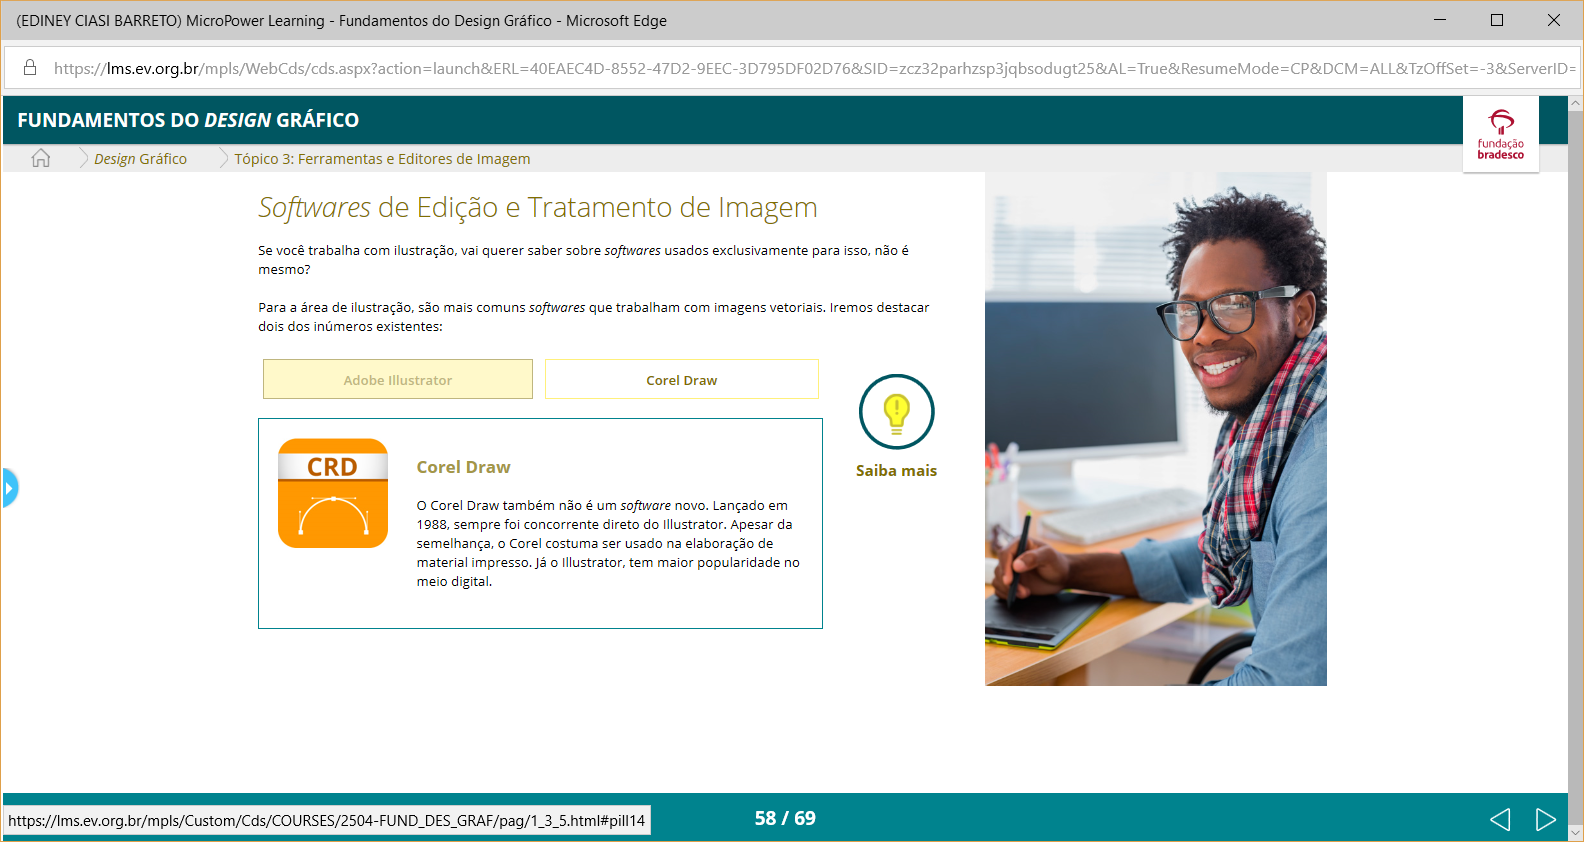 (EDINEY CIASI BARRETO) MicroPower Learning - Fundamentos do Design Gráfico - Microsoft Edge
https://lms.ev.org.br/mpls/WebCds/cds.aspx?action=launch&ERL=40EAEC4D-8552-47D2-9EEC-3D795DF02D76&SID=zcz32parhzsp3jqbsodugt25&AL=True&ResumeMode=CP&DCM=ALL&TzOffSet=-3&ServerID=
FUNDAMENTOS DO DESIGN GRÁFICO
fundação
bradesco
Design Gráfico
Tópico 3: Ferramentas e Editores de Imagem
Softwares de Edição e Tratamento de Imagem
Se você trabalha com ilustração, vai querer saber sobre softwares usados exclusivamente para isso, não é
mesmo?
Para a área de ilustração, são mais comuns softwares que trabalham com imagens vetoriais. Iremos destacar
dois dos inúmeros existentes:
Adobe Illustrator
Corel Draw
Saiba mais
CRD
Corel Draw
O Corel Draw também não é um software novo. Lançado em
1988, sempre foi concorrente direto do Illustrator. Apesar da
semelhança, o Corel costuma ser usado na elaboração de
material impresso. Já o Illustrator, tem maior popularidade no
meio digital.
https://lms.ev.org.br/mpls/Custom/Cds/COURSES/2504-FUND_DES_GRAF/pag/1_3_5.html#pill14
58 / 69